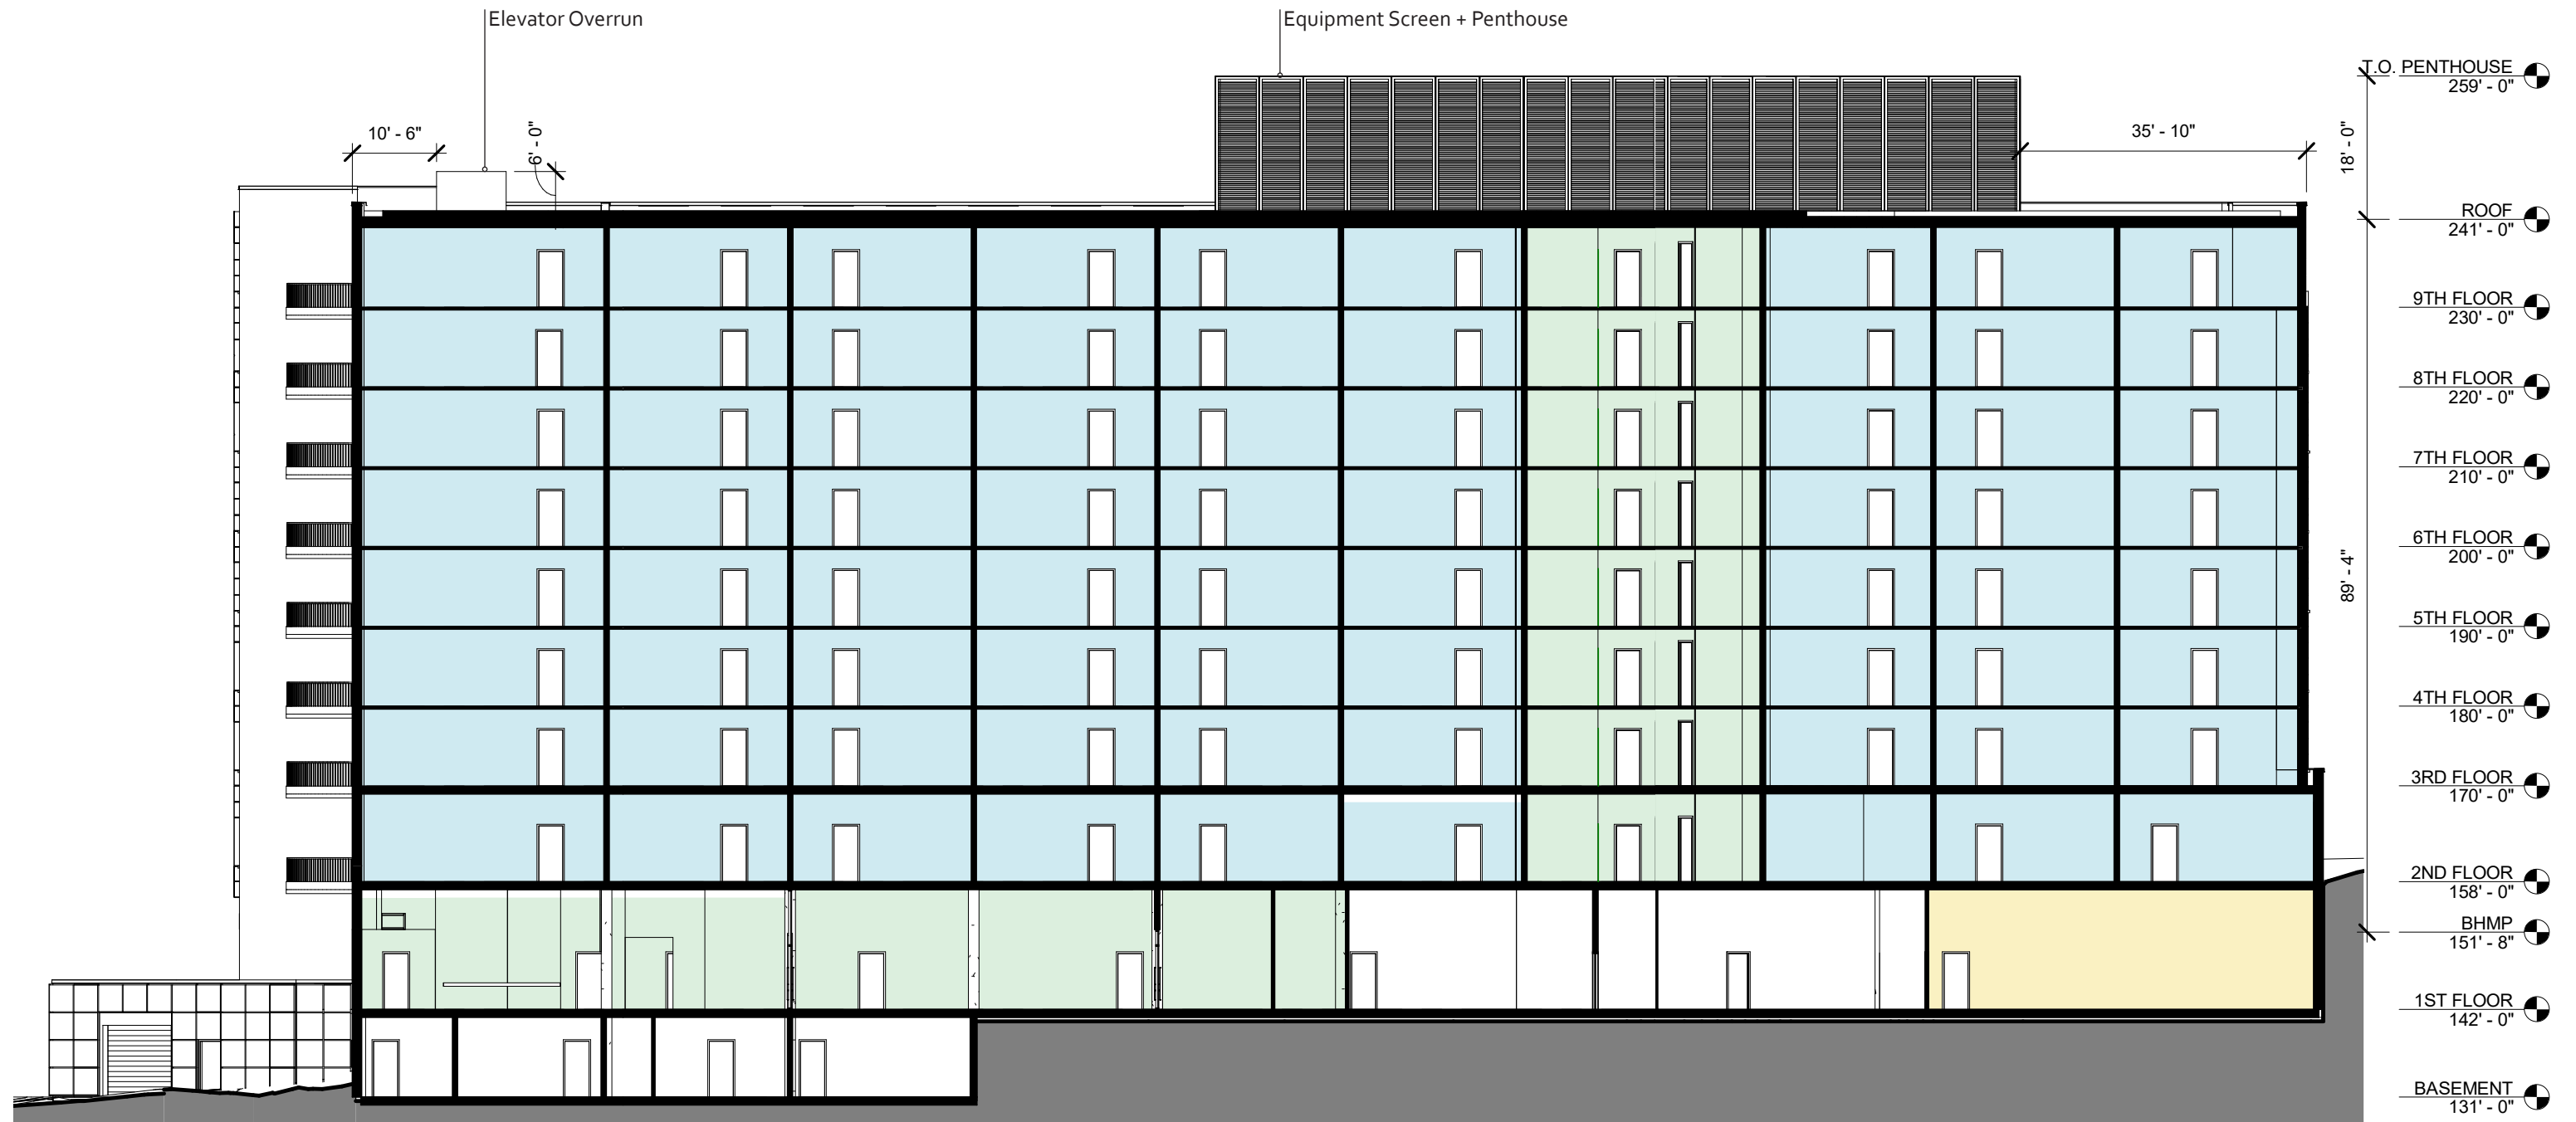 Elevator Overrun
Equipment Screen + Penthouse
T.O. PENTHOUSE
259' - 0"
10' - 6"
6' - 0"
35' - 10"
18' - 0"
ROOF
241' - 0"
9TH FLOOR
230' - 0"
8TH FLOOR
220' - 0"
7TH FLOOR
210' - 0"
6TH FLOOR
200' - 0"
89' - 4"
5TH FLOOR
190' - 0"
4TH FLOOR
180' - 0"
3RD FLOOR
170' - 0"
2ND FLOOR
158' - 0"
BHMP
151' - 8"
1ST FLOOR
142' - 0"
BASEMENT
131' - 0"